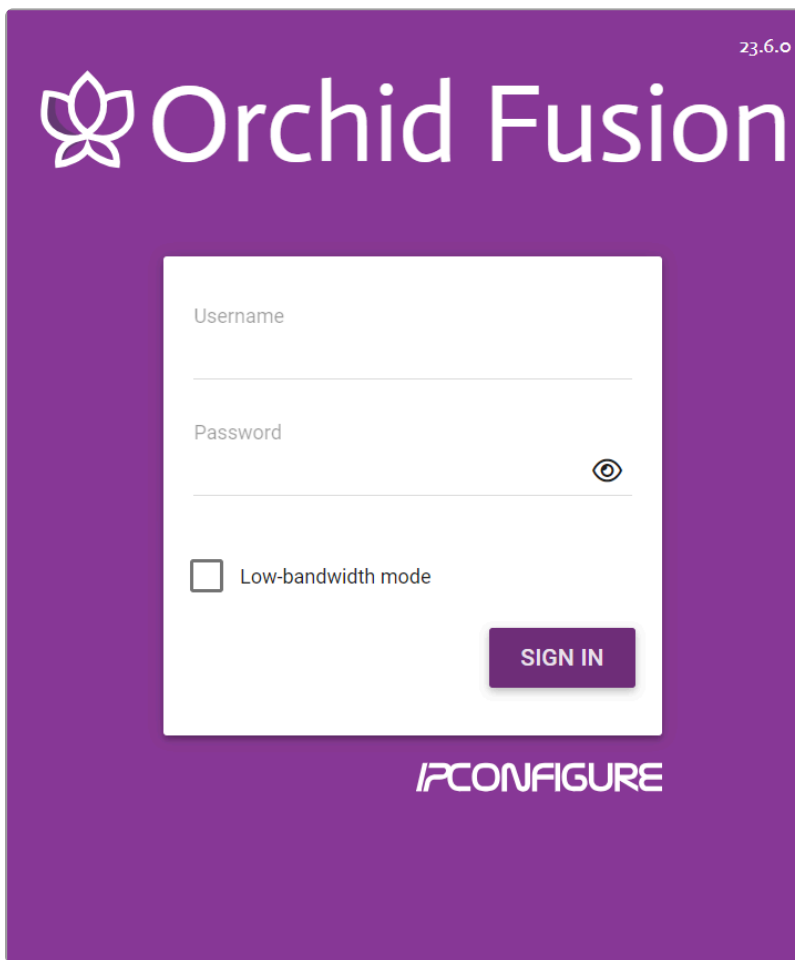 23.6.0
Orchid Fusion
Username
Password
Low-bandwidth mode
SIGN IN
IPCONFIGURE